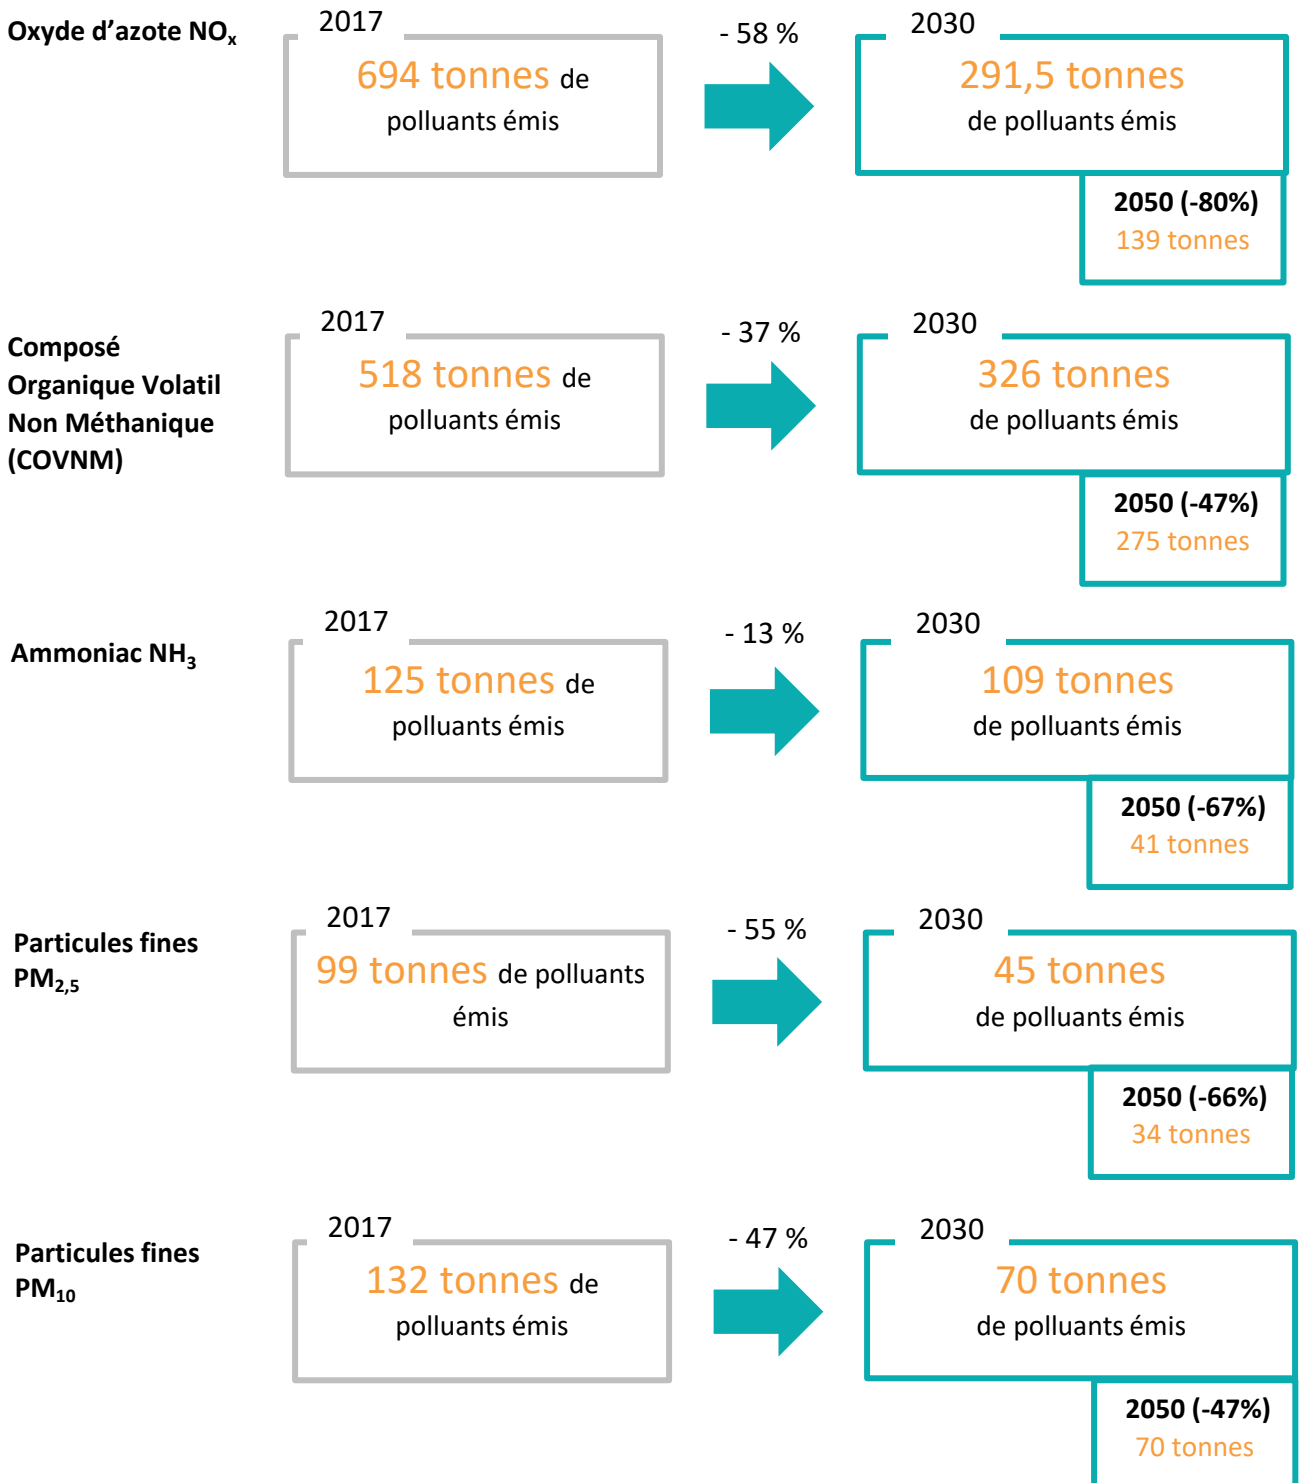 Oxyde d’azote NOx
2017
694 tonnes de
polluants émis
- 58 %
2030
291,5 tonnes
de polluants émis
2050 (-80%)
139 tonnes
Composé
Organique Volatil
Non Méthanique
(COVNM)
2017
518 tonnes de
polluants émis
- 37 %
2030
326 tonnes
de polluants émis
2050 (-47%)
275 tonnes
Ammoniac NH3
2017
125 tonnes de
polluants émis
- 13 %
2030
109 tonnes
de polluants émis
2050 (-67%)
41 tonnes
Particules fines
PM2,5
2017
99 tonnes de polluants
émis
- 55 %
2030
45 tonnes
de polluants émis
2050 (-66%)
34 tonnes
Particules fines
PM10
2017
132 tonnes de
polluants émis
- 47 %
2030
70 tonnes
de polluants émis
2050 (-47%)
70 tonnes